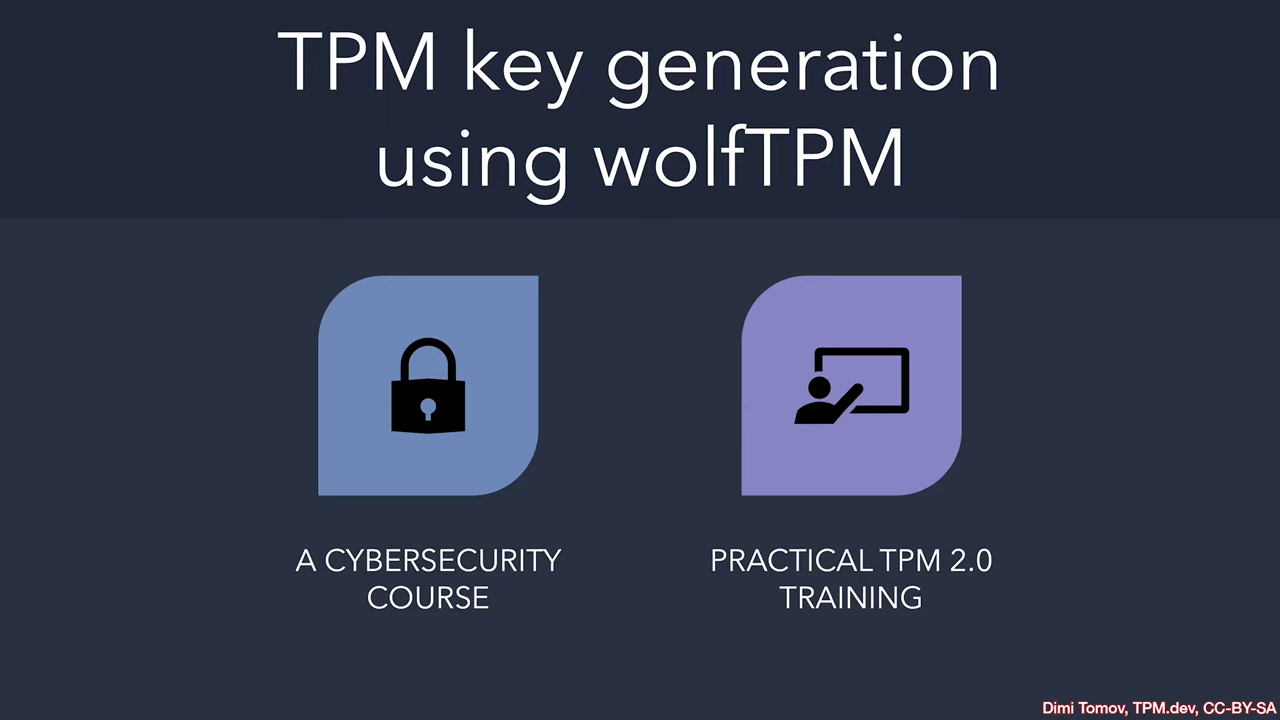 TPM key generation
using wolfTPM
A CYBERSECURITY
COURSE
PRACTICAL TPM 2.0
TRAINING
Dimi Tomov, TPM.dev, CC-BY-SA